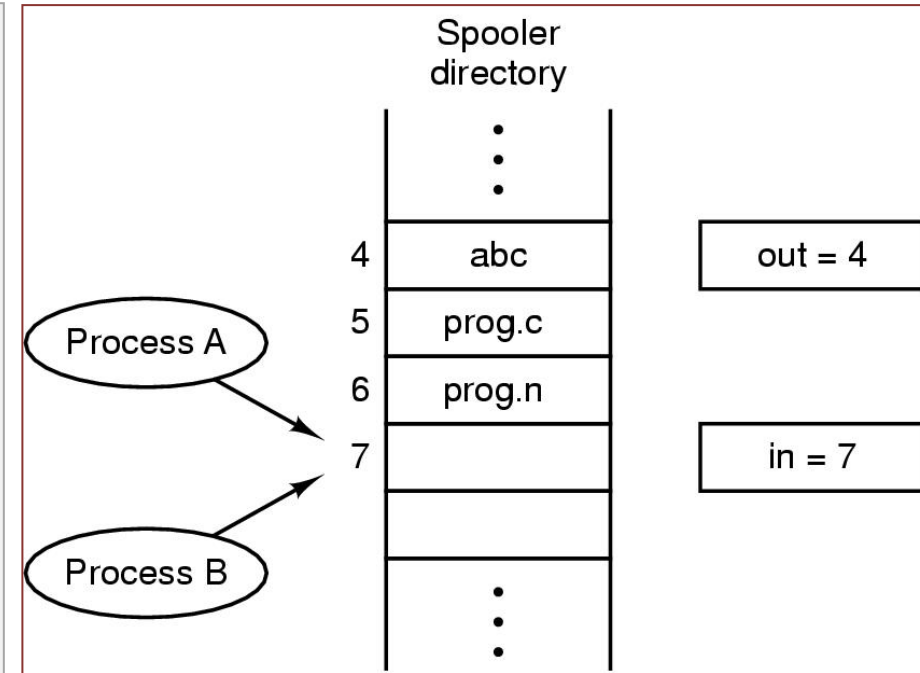 Spooler
directory
4
abc
out = 4
5
prog.c
Process A
6
prog.n
7
in = 7
Process B